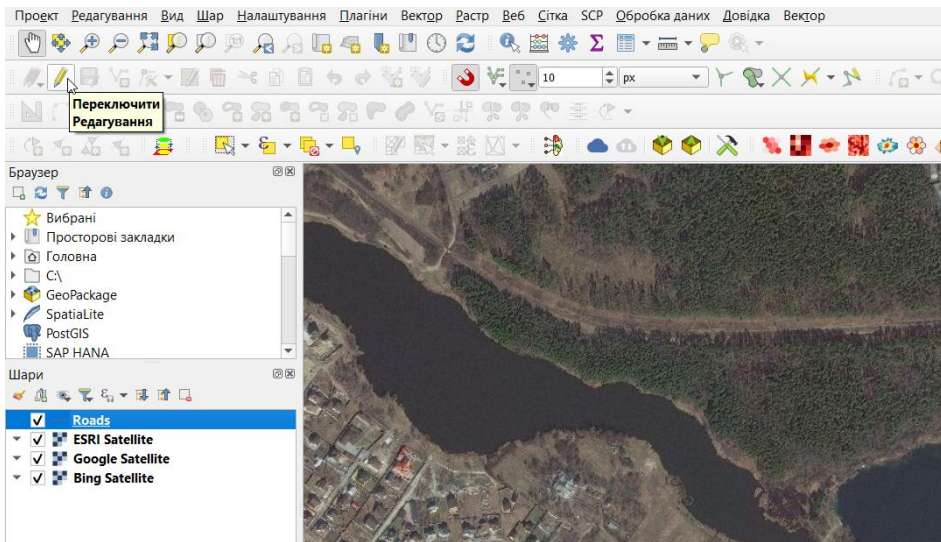 Проект Редагування Вид Шар Налаштування Плагіни Вектор Растр Веб Сітка SCP Обробка даних Довідка Вектор
10 px
Переключити
Редагування
Браузер
Вибрані
Просторові закладки
Головна
C:\
GeoPackage
SpatiaLite
PostGIS
SAP HANA
Шари
Roads
ESRI Satellite
Google Satellite
Bing Satellite